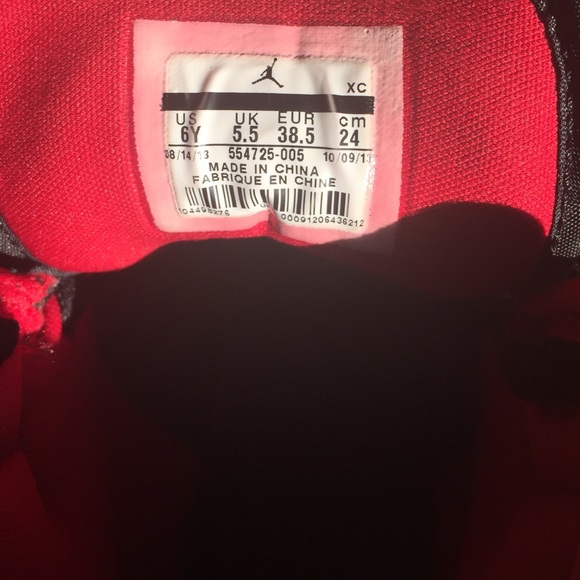 XC
US UK EUR cm
6Y 5.5 38.5 24
08/14/13 554725-005 10/09/13
MADE IN CHINA
FABRIQUE EN CHINE
00091206436212